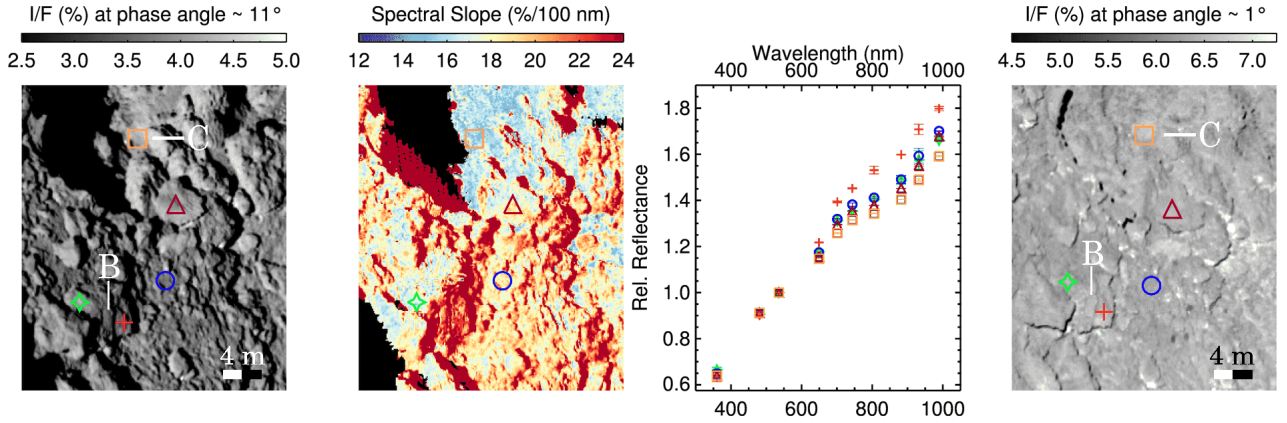 I/F (%) at phase angle ~ 11°
2.5 3.0 3.5 4.0 4.5 5.0
C
B
4 m
Spectral Slope (%/100 nm)
12 14 16 18 20 22 24
Wavelength (nm)
400 600 800 1000
Rel. Reflectance
1.8
1.6
1.4
1.2
1.0
0.8
0.6
400 600 800 1000
I/F (%) at phase angle ~ 1°
4.5 5.0 5.5 6.0 6.5 7.0
C
B
4 m